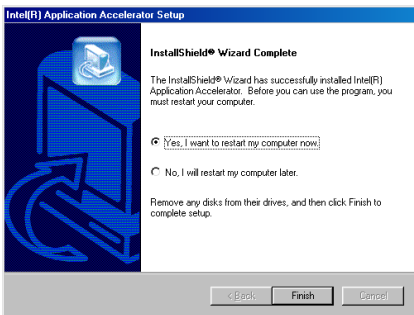 Intel(R) Application Accelerator Setup
InstallShield® Wizard Complete
The InstallShield® Wizard has successfully installed Intel(R)
Application Accelerator. Before you can use the program, you
must restart your computer.
Yes, I want to restart my computer now.
No, I will restart my computer later.
Remove any disks from their drives, and then click Finish to
complete setup.
< Back Finish Cancel